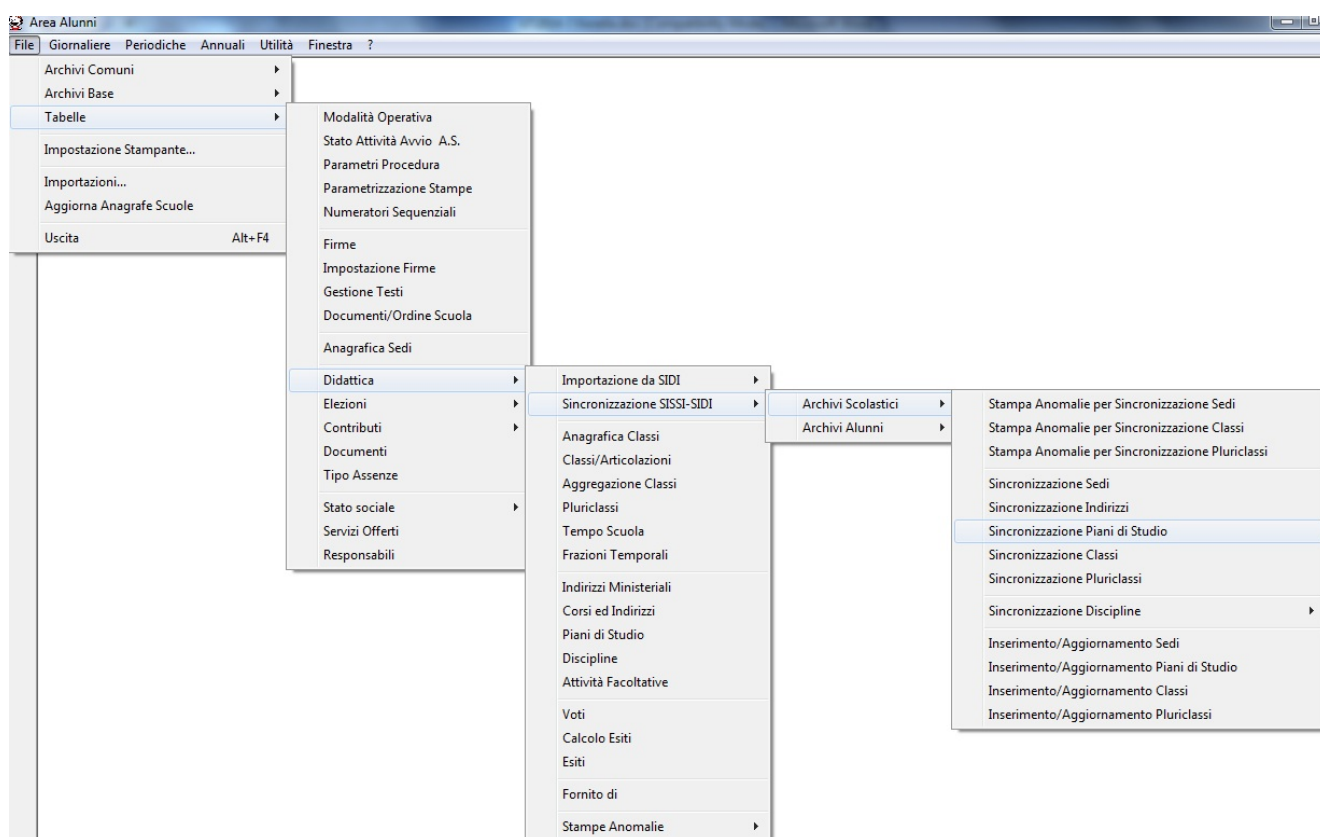 Area Alunni
File Giornaliere Periodiche Annuali Utilità Finestra ?
Archivi Comuni
Archivi Base
Tabelle
Impostazione Stampante...
Importazioni...
Aggiorna Anagrafe Scuole
Uscita Alt+F4
Modalità Operativa
Stato Attività Avvio A.S.
Parametri Procedura
Parametrizzazione Stampe
Numeratori Sequenziali
Firme
Impostazione Firme
Gestione Testi
Documenti/Ordine Scuola
Anagrafica Sedi
Didattica
Elezioni
Contributi
Documenti
Tipo Assenze
Stato sociale
Servizi Offerti
Responsabili
Importazione da SIDI
Sincronizzazione SISSI-SIDI
Anagrafica Classi
Classi/Articolazioni
Aggregazione Classi
Pluriclassi
Tempo Scuola
Frazioni Temporali
Indirizzi Ministeriali
Corsi ed Indirizzi
Piani di Studio
Discipline
Attività Facoltative
Voti
Calcolo Esiti
Esiti
Fornito di
Stampe Anomalie
Archivi Scolastici
Archivi Alunni
Stampa Anomalie per Sincronizzazione Sedi
Stampa Anomalie per Sincronizzazione Classi
Stampa Anomalie per Sincronizzazione Pluriclassi
Sincronizzazione Sedi
Sincronizzazione Indirizzi
Sincronizzazione Piani di Studio
Sincronizzazione Classi
Sincronizzazione Pluriclassi
Sincronizzazione Discipline
Inserimento/Aggiornamento Sedi
Inserimento/Aggiornamento Piani di Studio
Inserimento/Aggiornamento Classi
Inserimento/Aggiornamento Pluriclassi